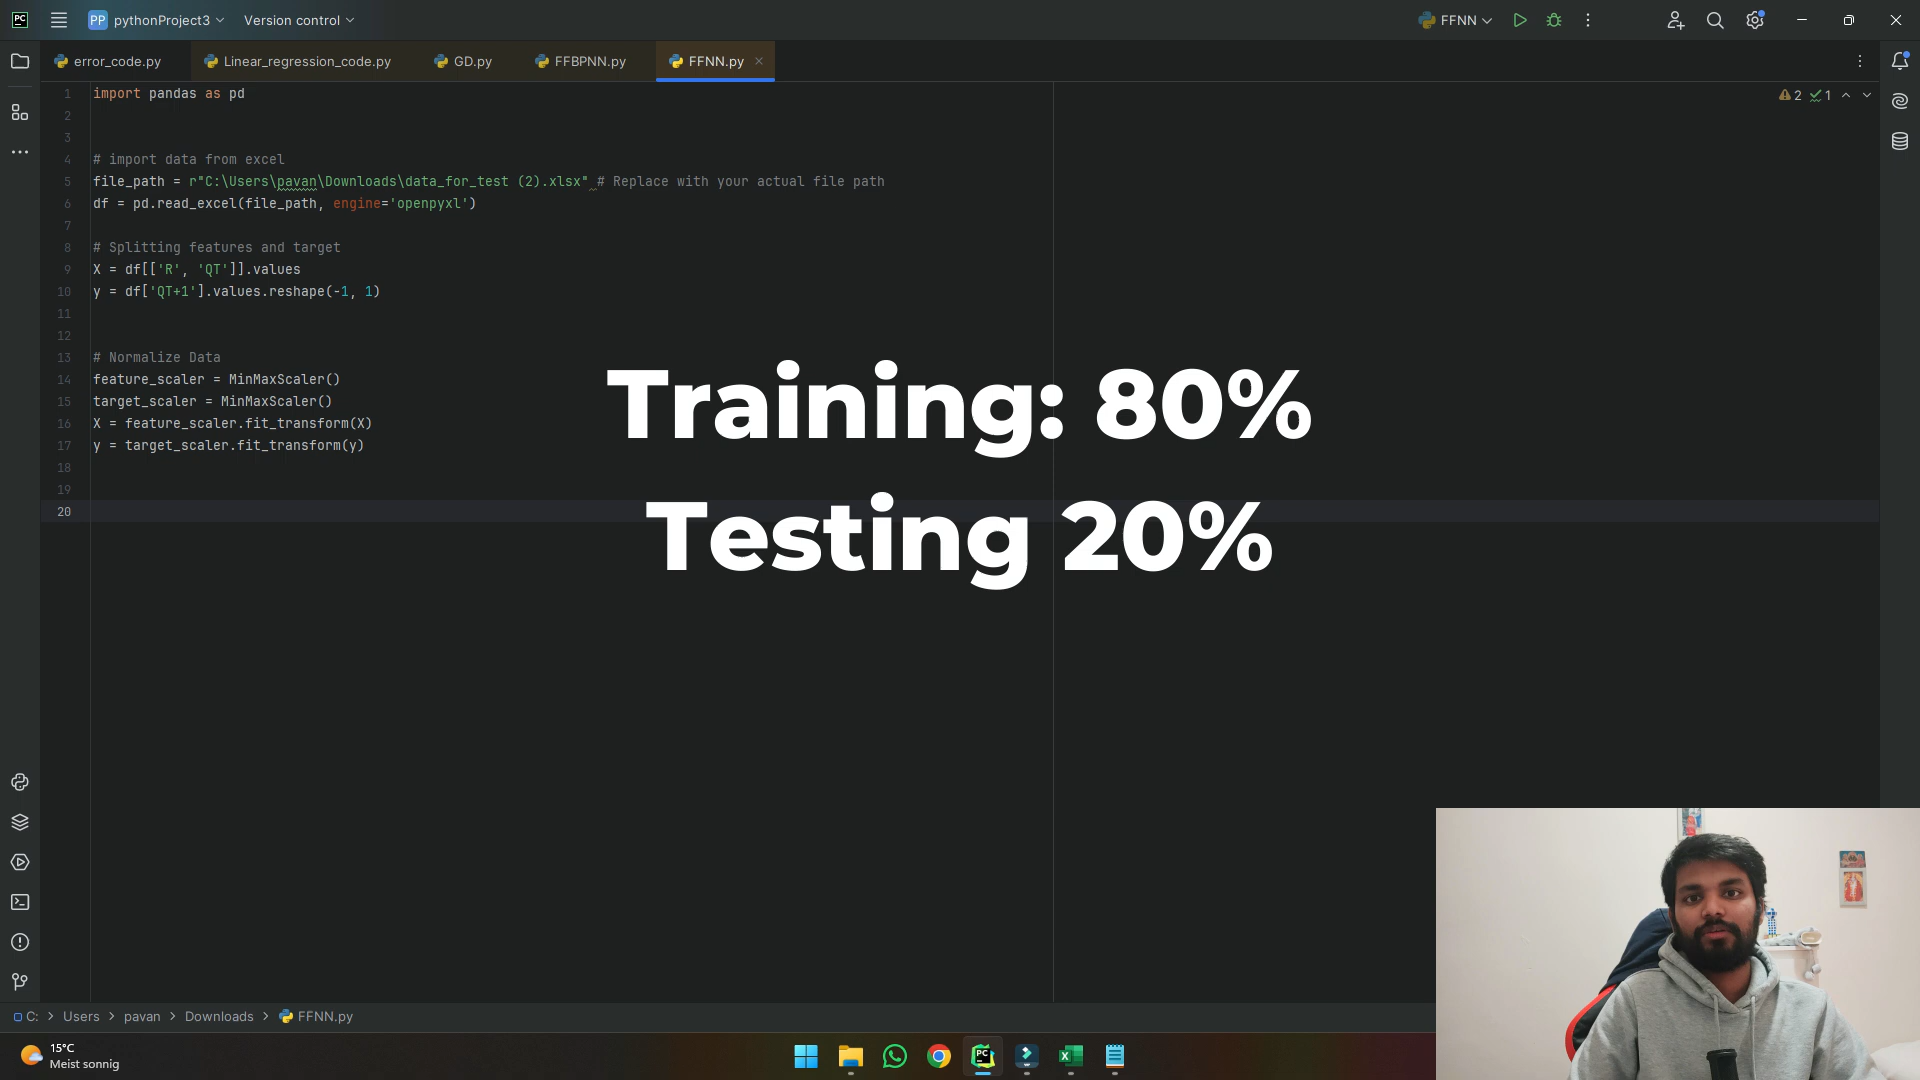 PC PP pythonProject3 Version control FFNN
error_code.py Linear_regression_code.py GD.py FFBPNN.py FFNN.py
2 1
1 import pandas as pd
2
3
4 # import data from excel
5 file_path = r"C:\Users\pavan\Downloads\data_for_test (2).xlsx" # Replace with your actual file path
6 df = pd.read_excel(file_path, engine='openpyxl')
7
8 # Splitting features and target
9 X = df[['R', 'QT']].values
10 y = df['QT+1'].values.reshape(-1, 1)
11
12
13 # Normalize Data
14 feature_scaler = MinMaxScaler()
15 target_scaler = MinMaxScaler()
16 X = feature_scaler.fit_transform(X)
17 y = target_scaler.fit_transform(y)
18
19
20
Training: 80%
Testing 20%
C: > Users > pavan > Downloads > FFNN.py
15°C
Meist sonnig
PC